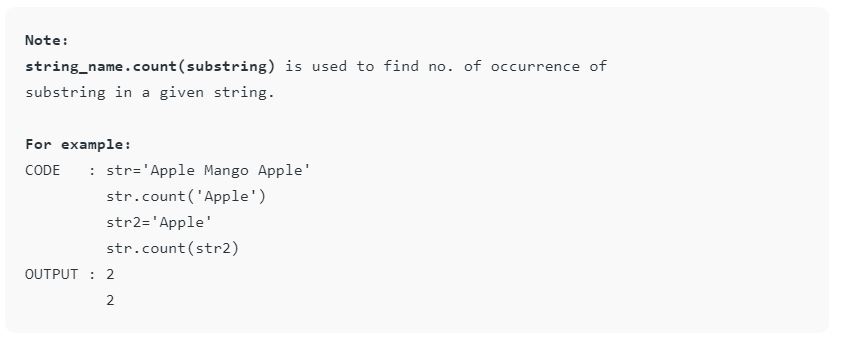 Note:
string_name.count(substring) is used to find no. of occurrence of
substring in a given string.
For example:
CODE   : str='Apple Mango Apple'
str.count('Apple')
str2='Apple'
str.count(str2)
OUTPUT : 2
2